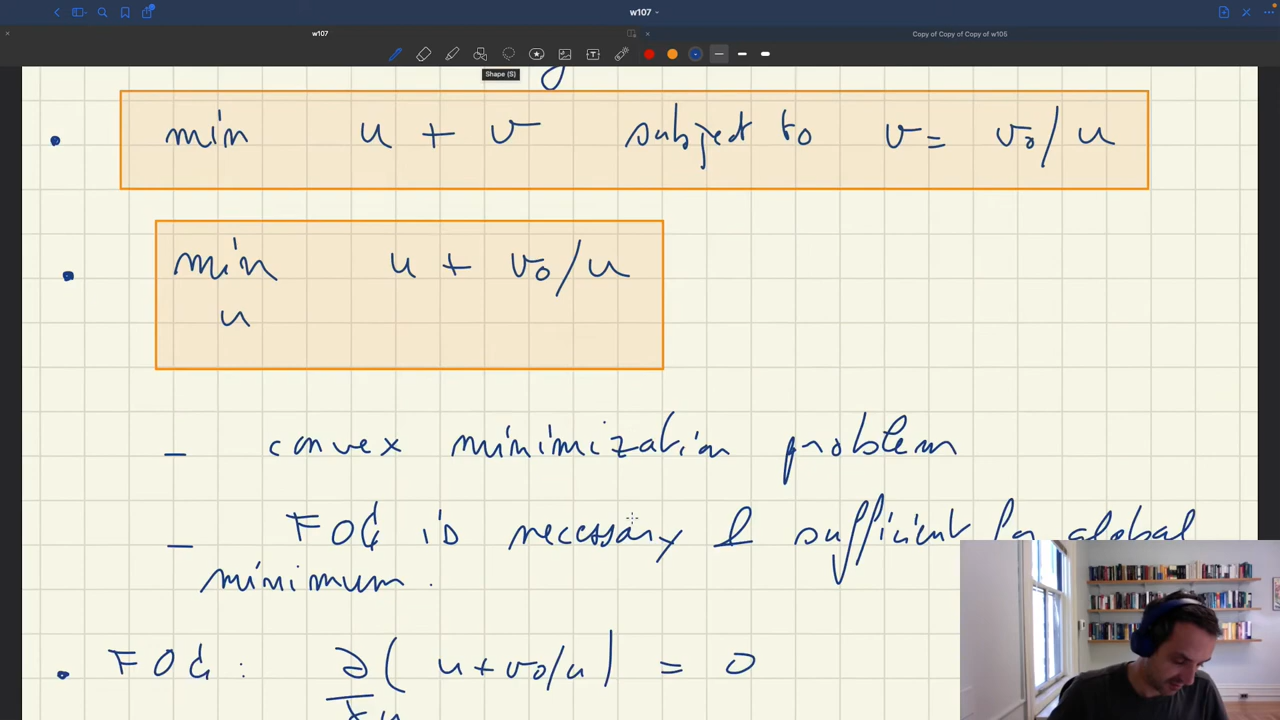 w107
w107
Copy of Copy of Copy of w105
Shape (S)
min u + v subject to v = v₀/u
min u + v₀/u
u
– convex minimization problem
– FOC is necessary & sufficient for global
minimum.
FOC : ∂( u+v₀/u) = 0